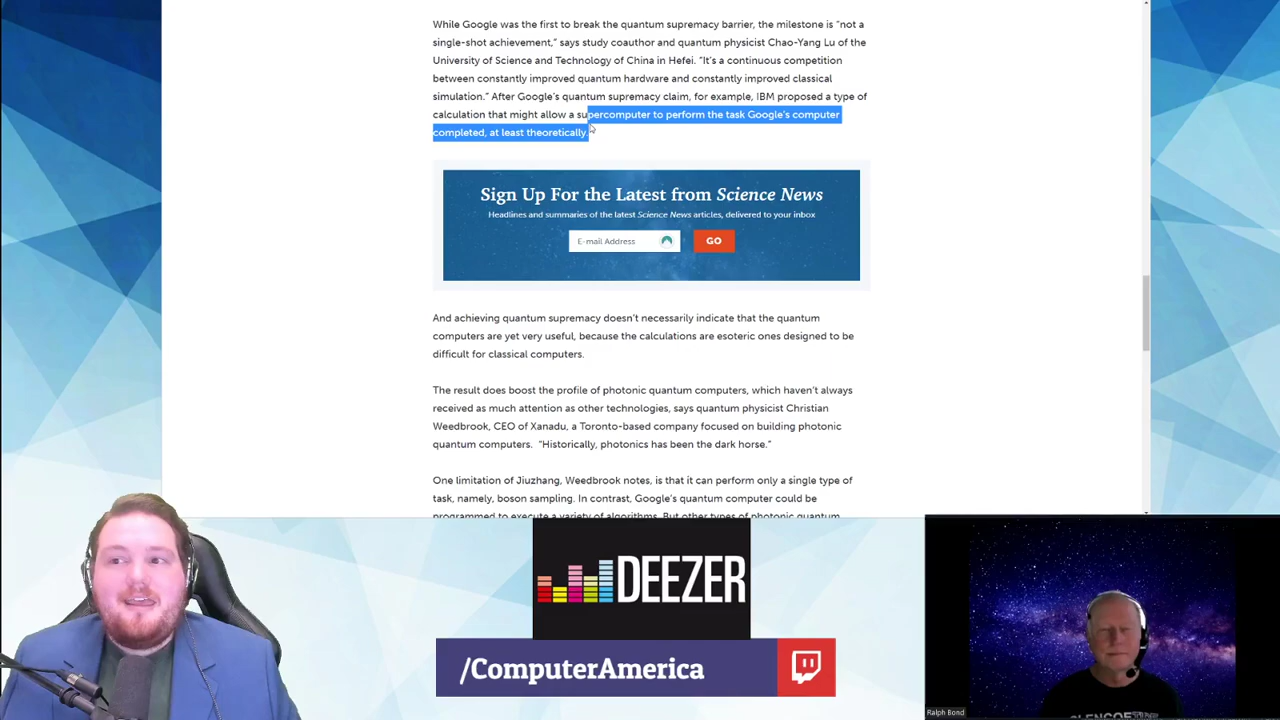 While Google was the first to break the quantum supremacy barrier, the milestone is “not a
single-shot achievement,” says study coauthor and quantum physicist Chao-Yang Lu of the
University of Science and Technology of China in Hefei. “It’s a continuous competition
between constantly improved quantum hardware and constantly improved classical
simulation.” After Google’s quantum supremacy claim, for example, IBM proposed a type of
calculation that might allow a supercomputer to perform the task Google’s computer
completed, at least theoretically.
Sign Up For the Latest from Science News
Headlines and summaries of the latest Science News articles, delivered to your inbox
E-mail Address
GO
And achieving quantum supremacy doesn’t necessarily indicate that the quantum
computers are yet very useful, because the calculations are esoteric ones designed to be
difficult for classical computers.
The result does boost the profile of photonic quantum computers, which haven’t always
received as much attention as other technologies, says quantum physicist Christian
Weedbrook, CEO of Xanadu, a Toronto-based company focused on building photonic
quantum computers. “Historically, photonics has been the dark horse.”
One limitation of Jiuzhang, Weedbrook notes, is that it can perform only a single type of
task, namely, boson sampling. In contrast, Google’s quantum computer could be
programmed to execute a variety of algorithms. But other types of photonic quantum
DEEZER
/ComputerAmerica
Ralph Bond